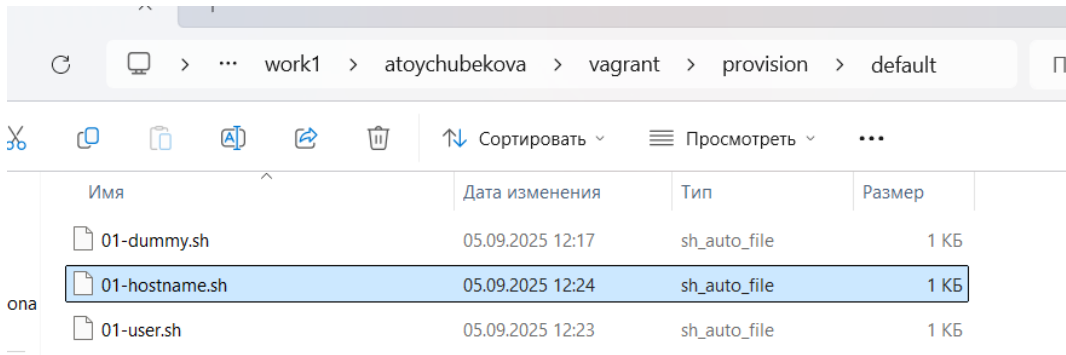 ··· work1 > atoychubekova > vagrant > provision > default
Сортировать Просмотреть ···
Имя Дата изменения Тип Размер
01-dummy.sh 05.09.2025 12:17 sh_auto_file 1 КБ
01-hostname.sh 05.09.2025 12:24 sh_auto_file 1 КБ
ona
01-user.sh 05.09.2025 12:23 sh_auto_file 1 КБ